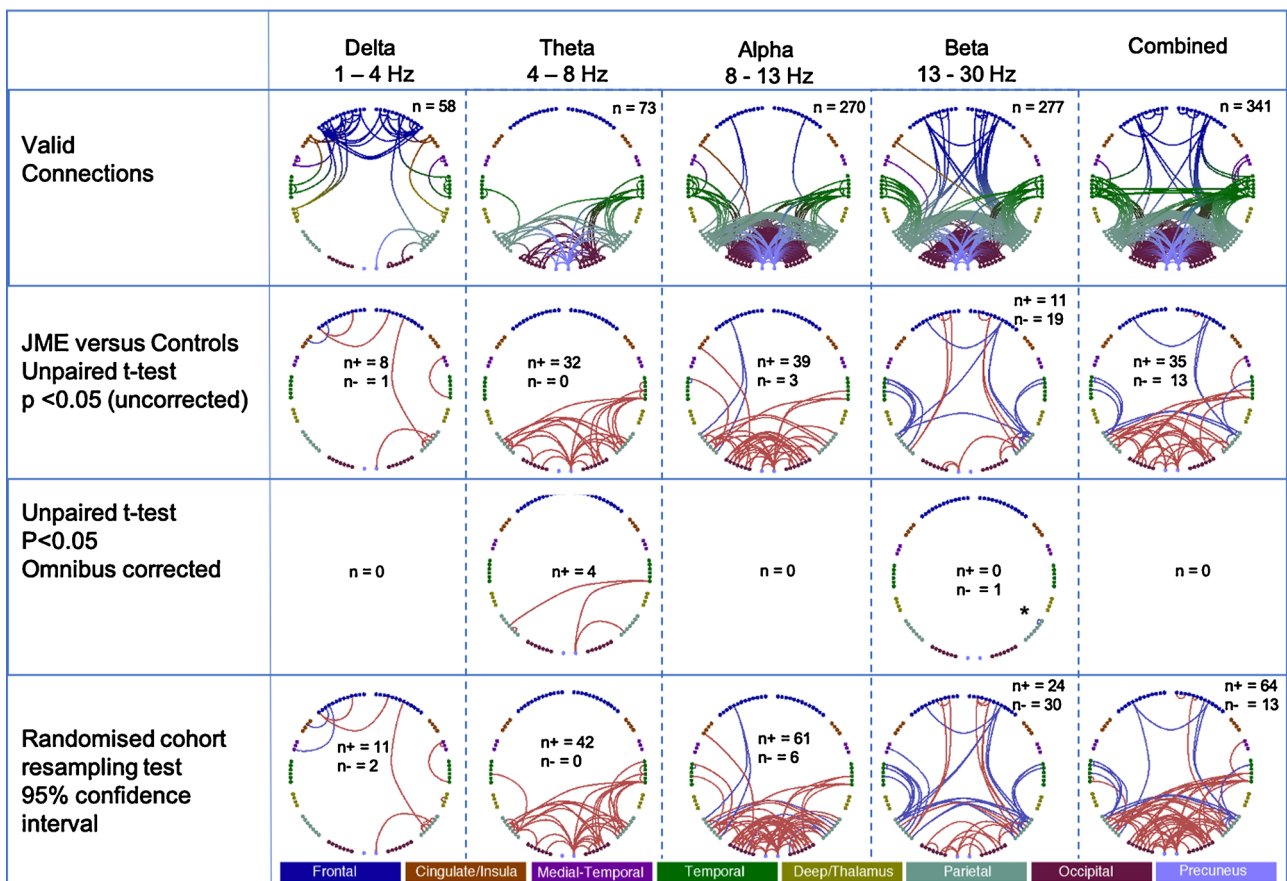 Delta
1 – 4 Hz
Theta
4 – 8 Hz
Alpha
8 - 13 Hz
Beta
13 - 30 Hz
Combined
Valid
Connections
n = 58
n = 73
n = 270
n = 277
n = 341
JME versus Controls
Unpaired t-test
p <0.05 (uncorrected)
n+ = 8
n- = 1
n+ = 32
n- = 0
n+ = 39
n- = 3
n+ = 11
n- = 19
n+ = 35
n- = 13
Unpaired t-test
P<0.05
Omnibus corrected
n = 0
n+ = 4
n = 0
n+ = 0
n- = 1
*
n = 0
Randomised cohort
resampling test
95% confidence
interval
n+ = 11
n- = 2
n+ = 42
n- = 0
n+ = 61
n- = 6
n+ = 24
n- = 30
n+ = 64
n- = 13
Frontal Cingulate/Insula Medial-Temporal Temporal Deep/Thalamus Parietal Occipital Precuneus